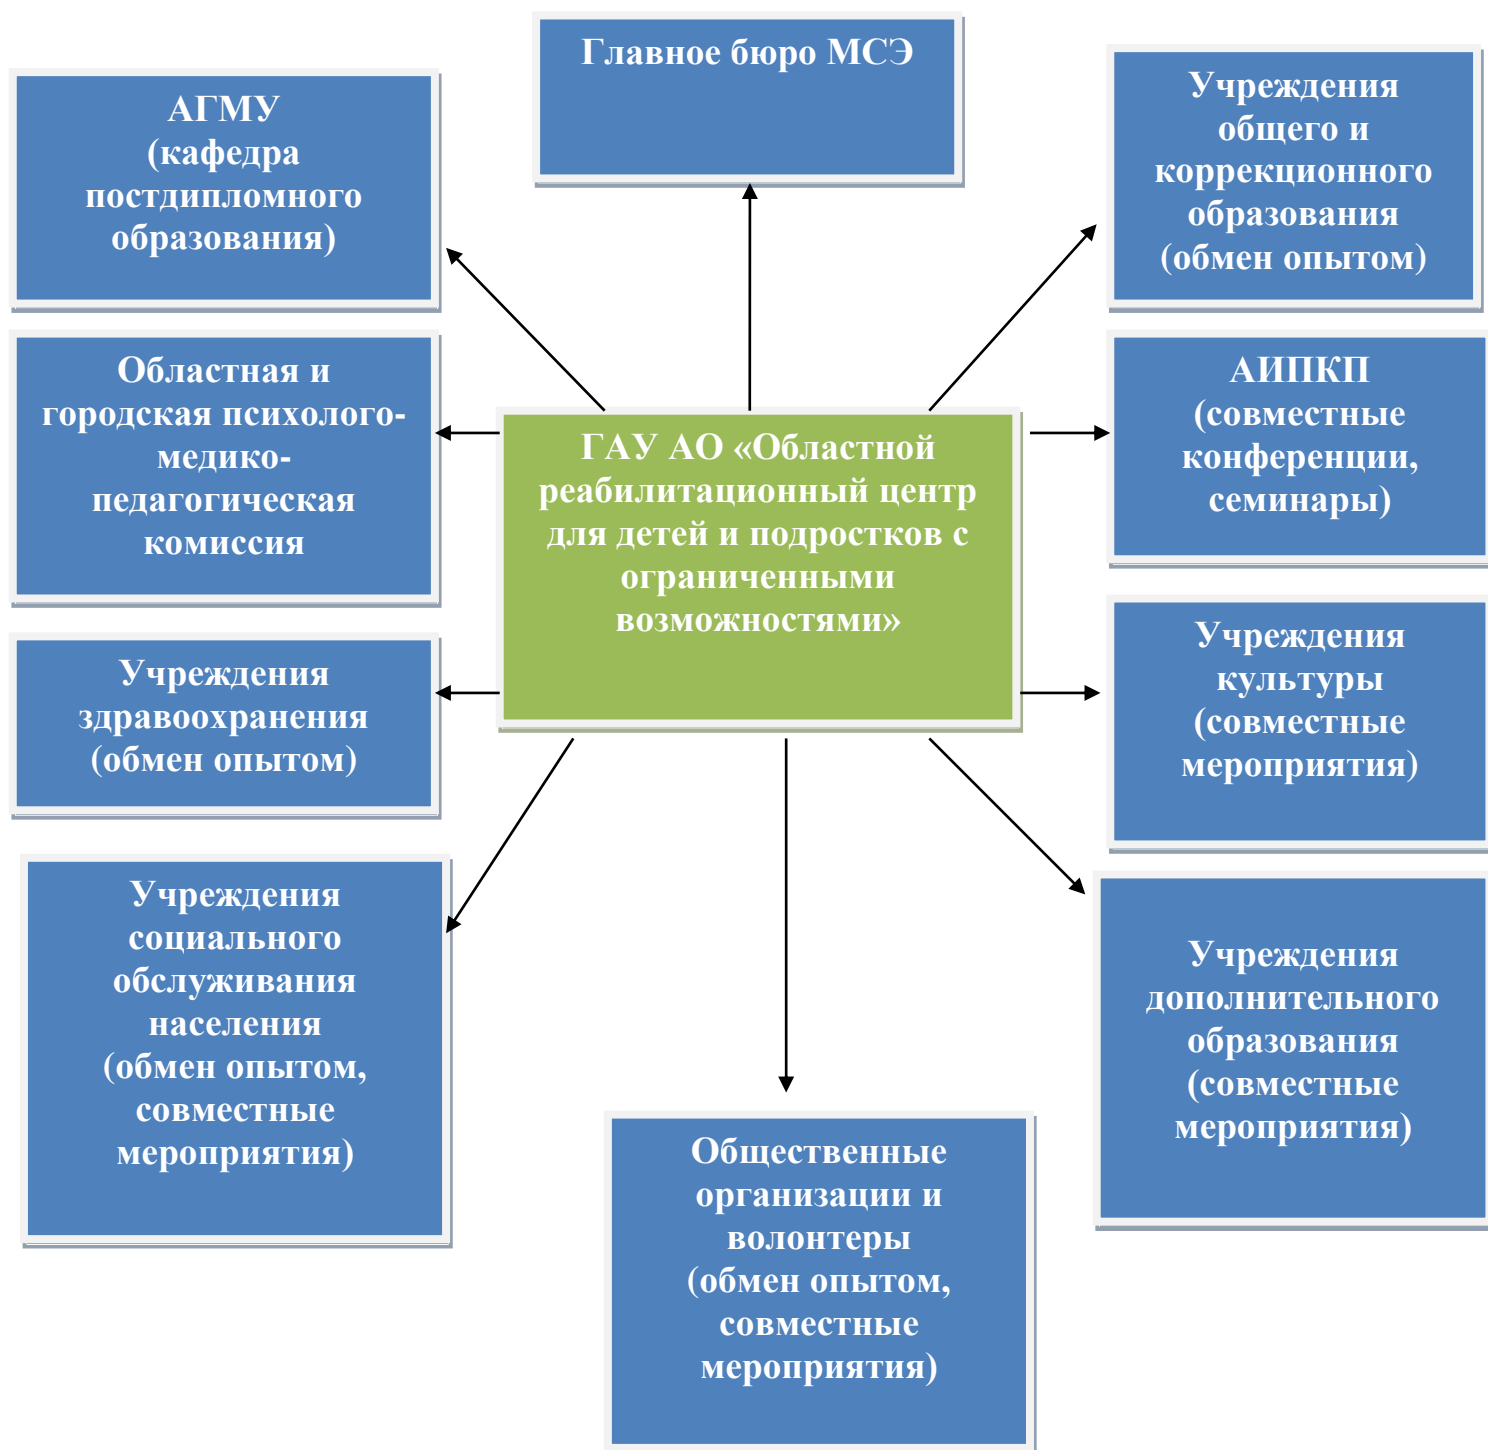 Главное бюро МСЭ
АГМУ
(кафедра
постдипломного
образования)
Учреждения
общего и
коррекционного
образования
(обмен опытом)
Областная и
городская психолого-
медико-
педагогическая
комиссия
ГАУ АО «Областной
реабилитационный центр
для детей и подростков с
ограниченными
возможностями»
АИПКП
(совместные
конференции,
семинары)
Учреждения
здравоохранения
(обмен опытом)
Учреждения
культуры
(совместные
мероприятия)
Учреждения
социального
обслуживания
населения
(обмен опытом,
совместные
мероприятия)
Учреждения
дополнительного
образования
(совместные
мероприятия)
Общественные
организации и
волонтеры
(обмен опытом,
совместные
мероприятия)